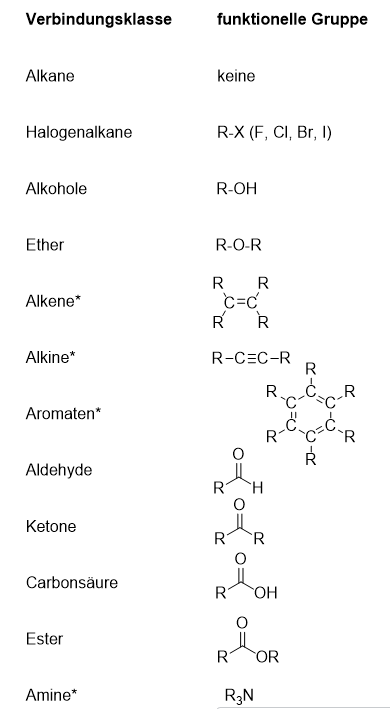 Verbindungsklasse funktionelle Gruppe
Alkane keine
Halogenalkane R-X (F, Cl, Br, I)
Alkohole R-OH
Ether R-O-R
R R
Alkene* C=C
R R
Alkine* R-C≡C-R
R
R C R
C C
Aromaten*
C C
R C R
R
O
Aldehyde
R H
O
Ketone
R R
O
Carbonsäure
R OH
O
Ester
R OR
Amine* R₃N